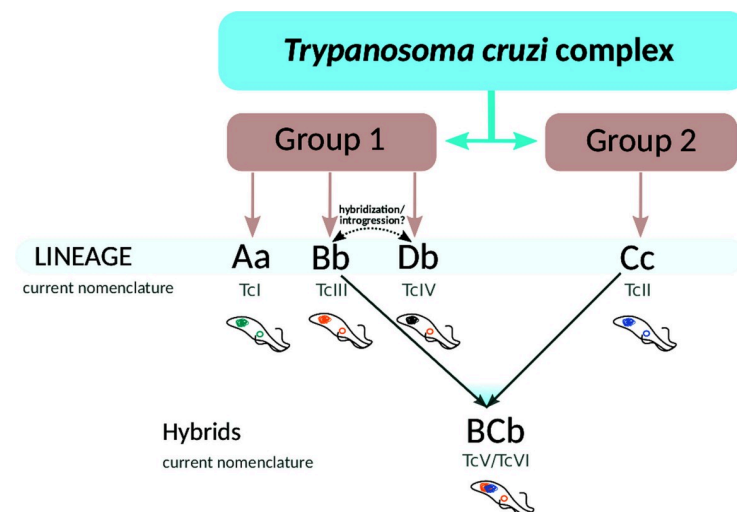 Trypanosoma cruzi complex
Group 1
Group 2
hybridization/
introgression?
LINEAGE
Aa
Bb
Db
Cc
current nomenclature
TcI
TcIII
TcIV
TcII
Hybrids
BCb
current nomenclature
TcV/TcVI